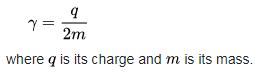 γ = q / 2m
where q is its charge and m is its mass.